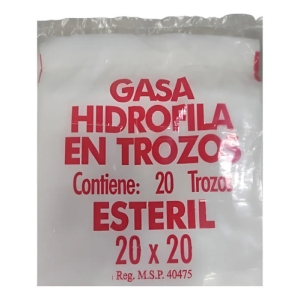 GASA
HIDROFILA
EN TROZOS
Contiene: 20 Trozos
ESTERIL
20 x 20
Reg. M.S.P. 40475